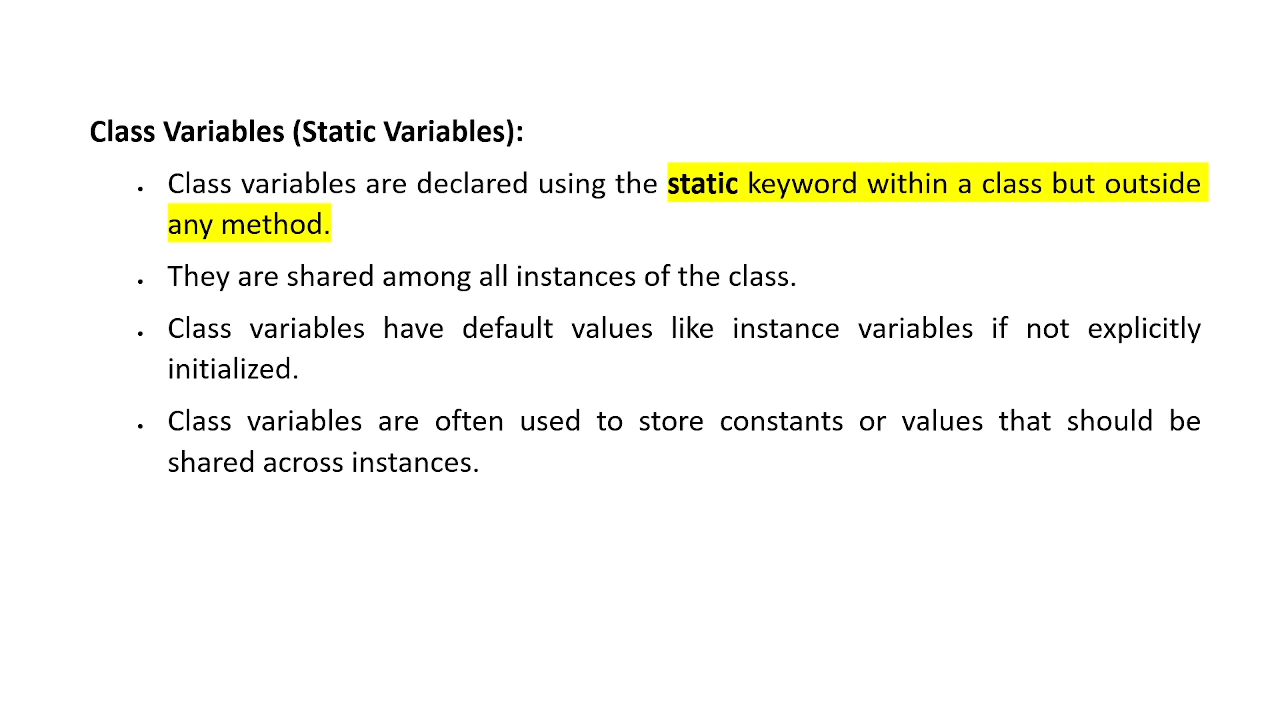 Class Variables (Static Variables):
• Class variables are declared using the static keyword within a class but outside
any method.
• They are shared among all instances of the class.
• Class variables have default values like instance variables if not explicitly
initialized.
• Class variables are often used to store constants or values that should be
shared across instances.